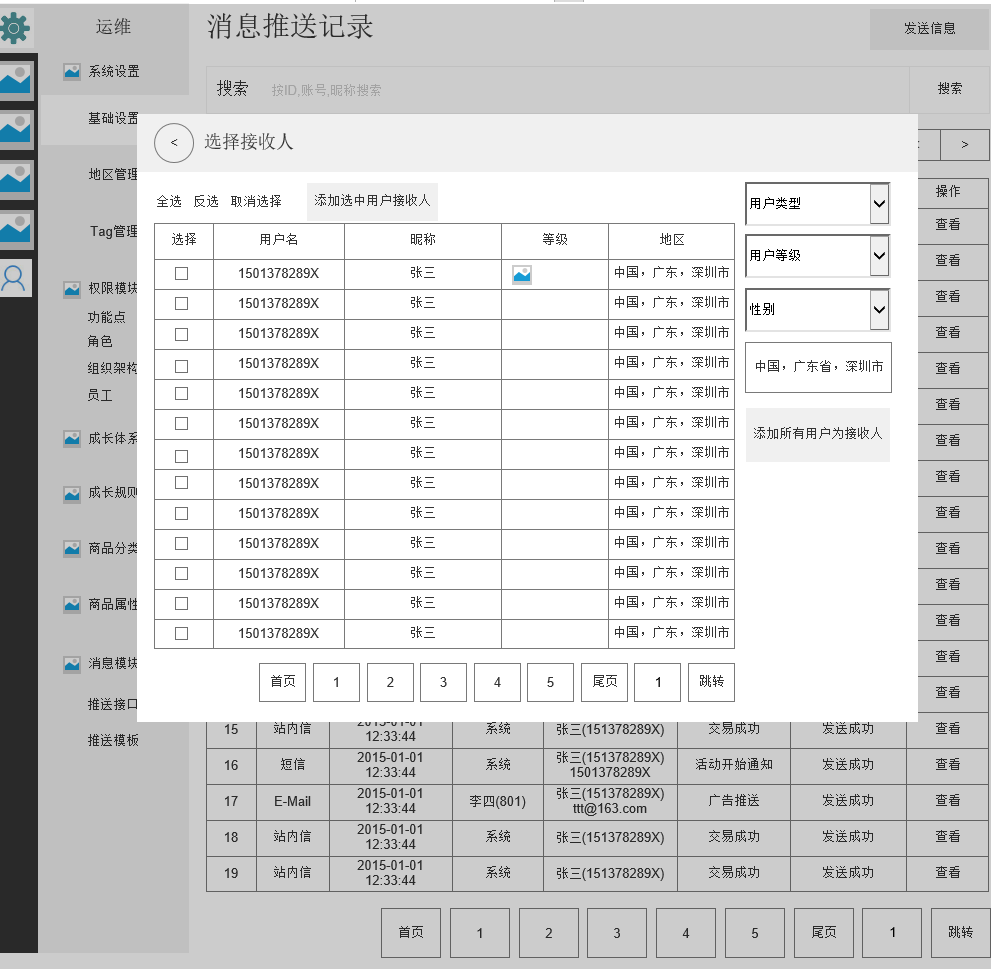 运维
系统设置
基础设置
地区管理
Tag管理
权限模块
功能点
角色
组织架构
员工
成长体系
成长规则
商品分类
商品属性
消息模块
推送接口
推送模板
消息推送记录
发送信息
搜索 按ID,账号,昵称搜索 搜索
>
操作
查看
查看
查看
查看
查看
查看
查看
查看
查看
查看
查看
查看
查看
查看
< 选择接收人
全选 反选 取消选择 添加选中用户接收人
选择 用户名 昵称 等级 地区
1501378289X 张三 中国，广东，深圳市
1501378289X 张三 中国，广东，深圳市
1501378289X 张三 中国，广东，深圳市
1501378289X 张三 中国，广东，深圳市
1501378289X 张三 中国，广东，深圳市
1501378289X 张三 中国，广东，深圳市
1501378289X 张三 中国，广东，深圳市
1501378289X 张三 中国，广东，深圳市
1501378289X 张三 中国，广东，深圳市
1501378289X 张三 中国，广东，深圳市
1501378289X 张三 中国，广东，深圳市
1501378289X 张三 中国，广东，深圳市
1501378289X 张三 中国，广东，深圳市
首页 1 2 3 4 5 尾页 1 跳转
用户类型
用户等级
性别
中国，广东省，深圳市
添加所有用户为接收人
15 站内信 2015-01-01 12:33:44 系统 张三(151378289X) 交易成功 发送成功 查看
16 短信 2015-01-01 12:33:44 系统 张三(151378289X) 1501378289X 活动开始通知 发送成功 查看
17 E-Mail 2015-01-01 12:33:44 李四(801) 张三(151378289X) ttt@163.com 广告推送 发送成功 查看
18 站内信 2015-01-01 12:33:44 系统 张三(151378289X) 交易成功 发送成功 查看
19 站内信 2015-01-01 12:33:44 系统 张三(151378289X) 交易成功 发送成功 查看
首页 1 2 3 4 5 尾页 1 跳转